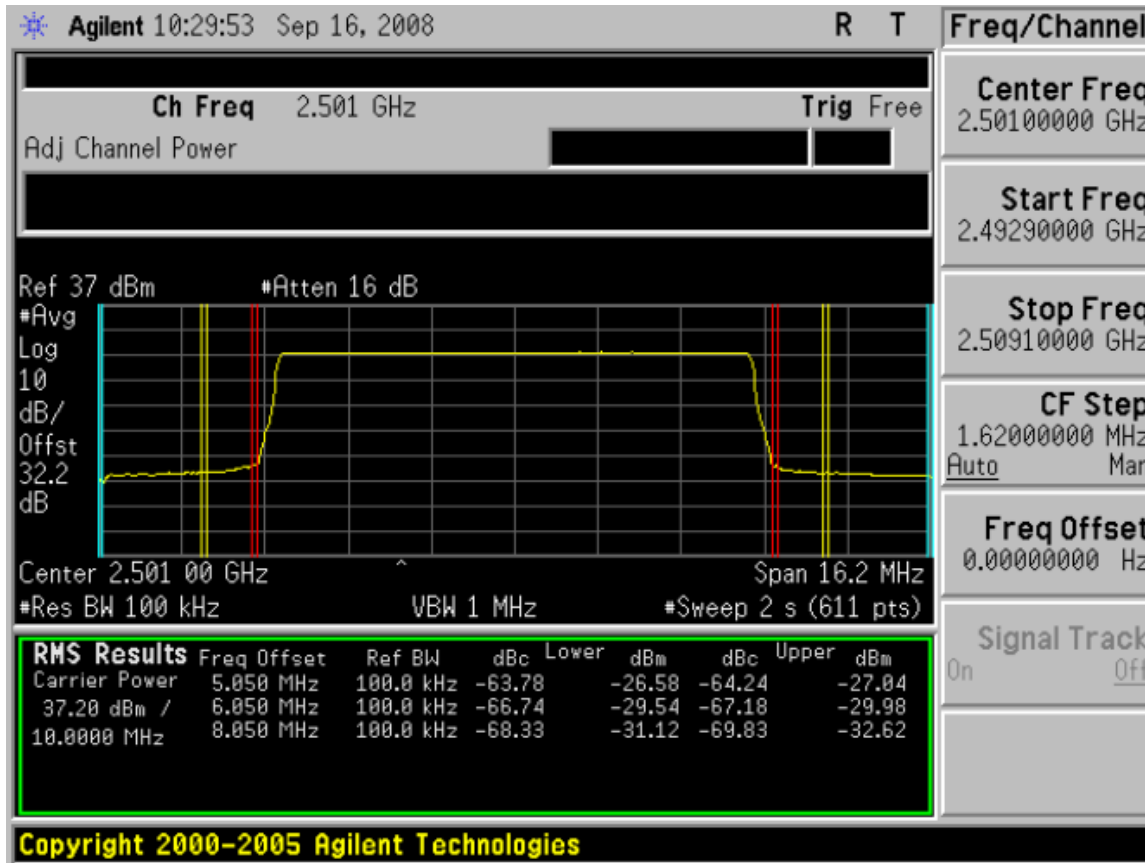 Agilent 10:29:53 Sep 16, 2008 R T
Ch Freq 2.501 GHz Trig Free
Adj Channel Power
Ref 37 dBm #Atten 16 dB
#Avg
Log
10
dB/
Offst
32.2
dB
Center 2.501 00 GHz ^ Span 16.2 MHz
#Res BW 100 kHz VBW 1 MHz #Sweep 2 s (611 pts)
RMS Results Freq Offset Ref BW dBc Lower dBm dBc Upper dBm
Carrier Power 5.050 MHz 100.0 kHz -63.78 -26.58 -64.24 -27.04
37.20 dBm / 6.050 MHz 100.0 kHz -66.74 -29.54 -67.18 -29.98
10.0000 MHz 8.050 MHz 100.0 kHz -68.33 -31.12 -69.83 -32.62
Copyright 2000-2005 Agilent Technologies
Freq/Channel
Center Freq
2.50100000 GHz
Start Freq
2.49290000 GHz
Stop Freq
2.50910000 GHz
CF Step
1.62000000 MHz
Auto Man
Freq Offset
0.00000000 Hz
Signal Track
On Off